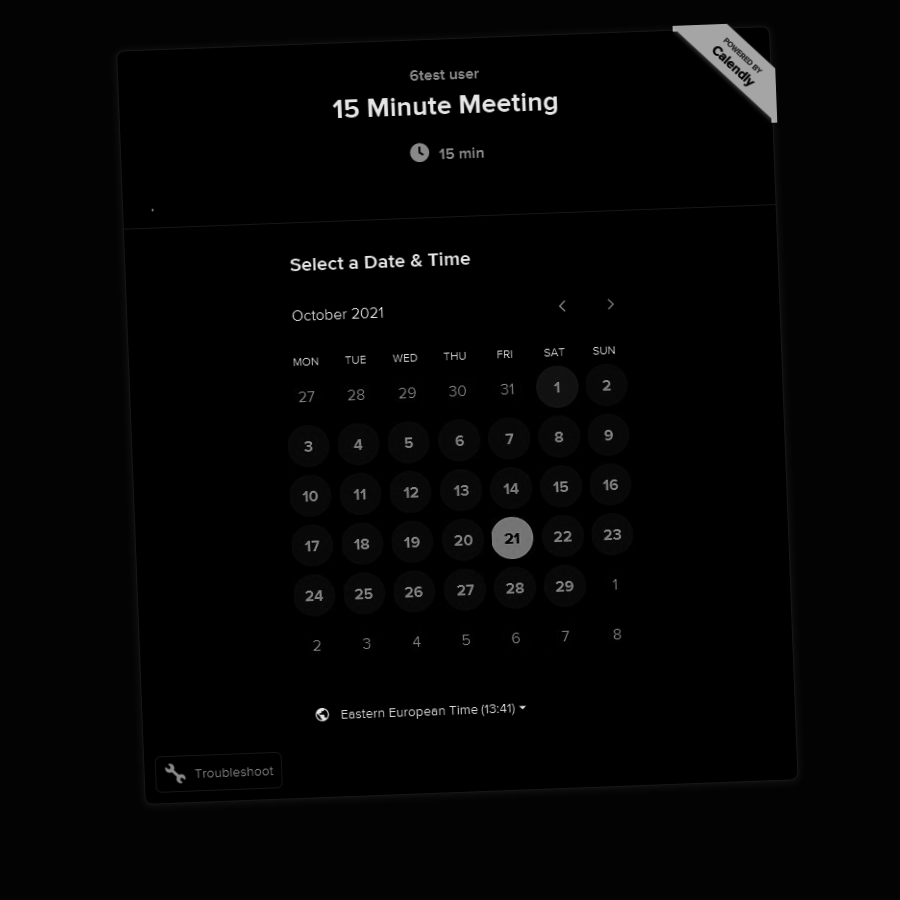 POWERED BY
Calendly
6test user
15 Minute Meeting
15 min
Select a Date & Time
October 2021
MON TUE WED THU FRI SAT SUN
27 28 29 30 31 1 2
3 4 5 6 7 8 9
10 11 12 13 14 15 16
17 18 19 20 21 22 23
24 25 26 27 28 29 1
2 3 4 5 6 7 8
Eastern European Time (13:41)
Troubleshoot